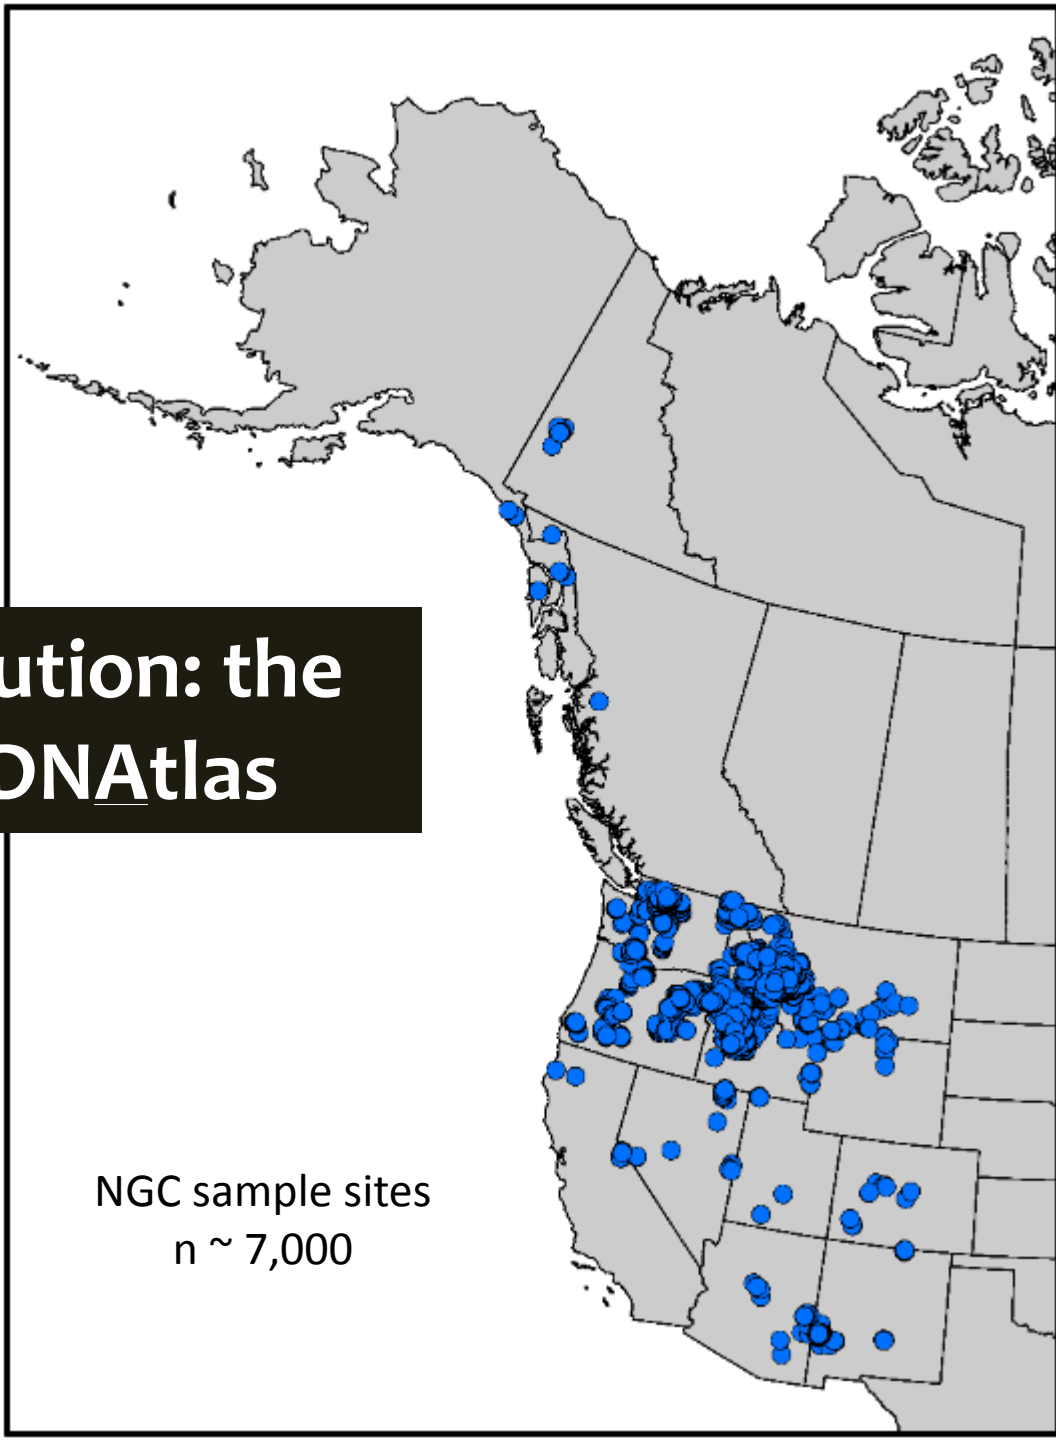 ution: the
DNAtlas
NGC sample sites
n ~ 7,000